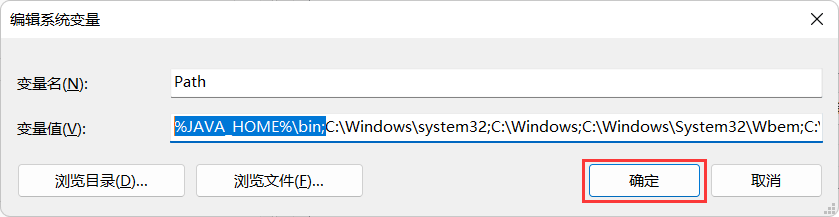 编辑系统变量
变量名(N):
Path
变量值(V):
%JAVA_HOME%\bin;C:\Windows\system32;C:\Windows;C:\Windows\System32\Wbem;C:\
浏览目录(D)...
浏览文件(F)...
确定
取消